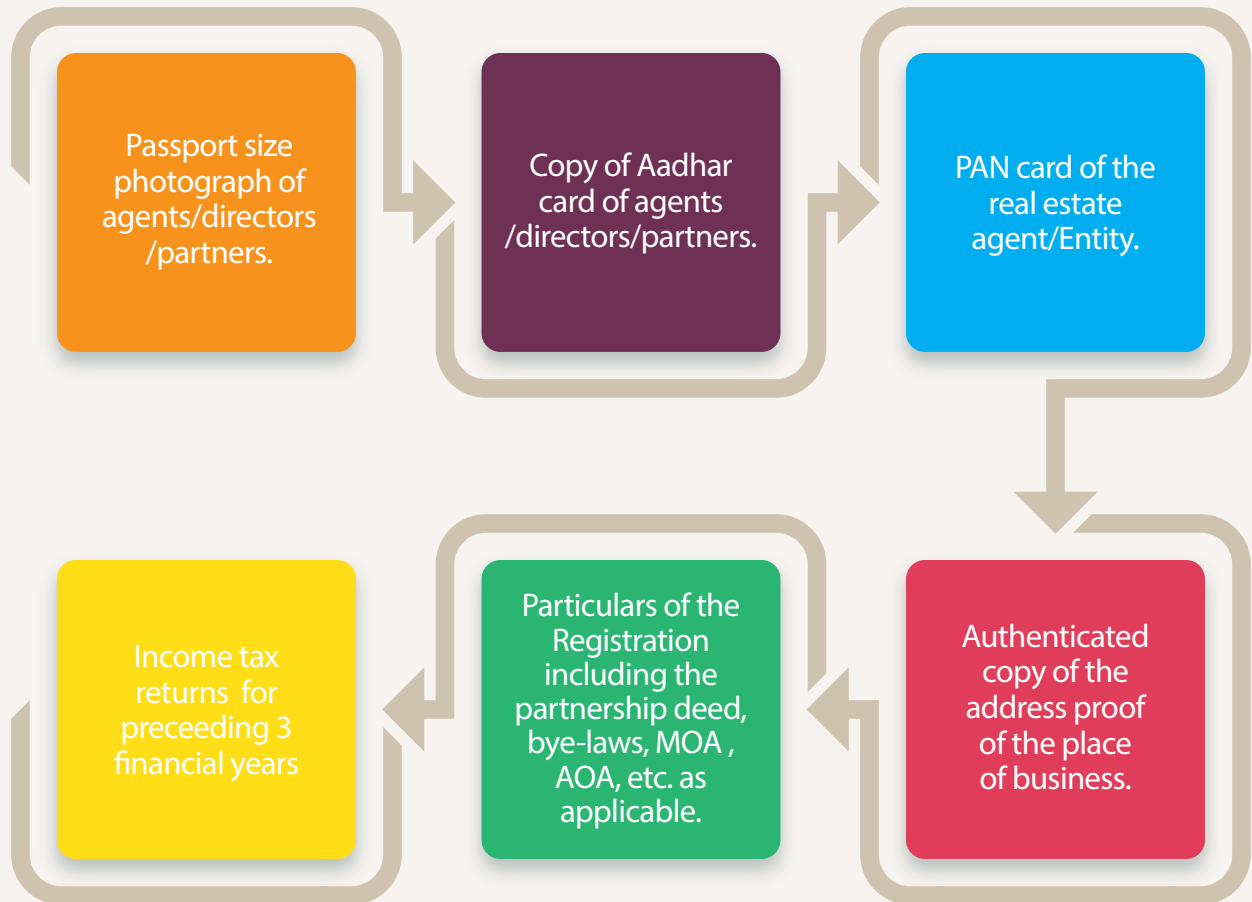 Passport size
photograph of
agents/directors
/partners.
Copy of Aadhar
card of agents
/directors/partners.
PAN card of the
real estate
agent/Entity.
Authenticated
copy of the
address proof
of the place
of business.
Particulars of the
Registration
including the
partnership deed,
bye-laws, MOA ,
AOA, etc. as
applicable.
Income tax
returns for
preceeding 3
financial years